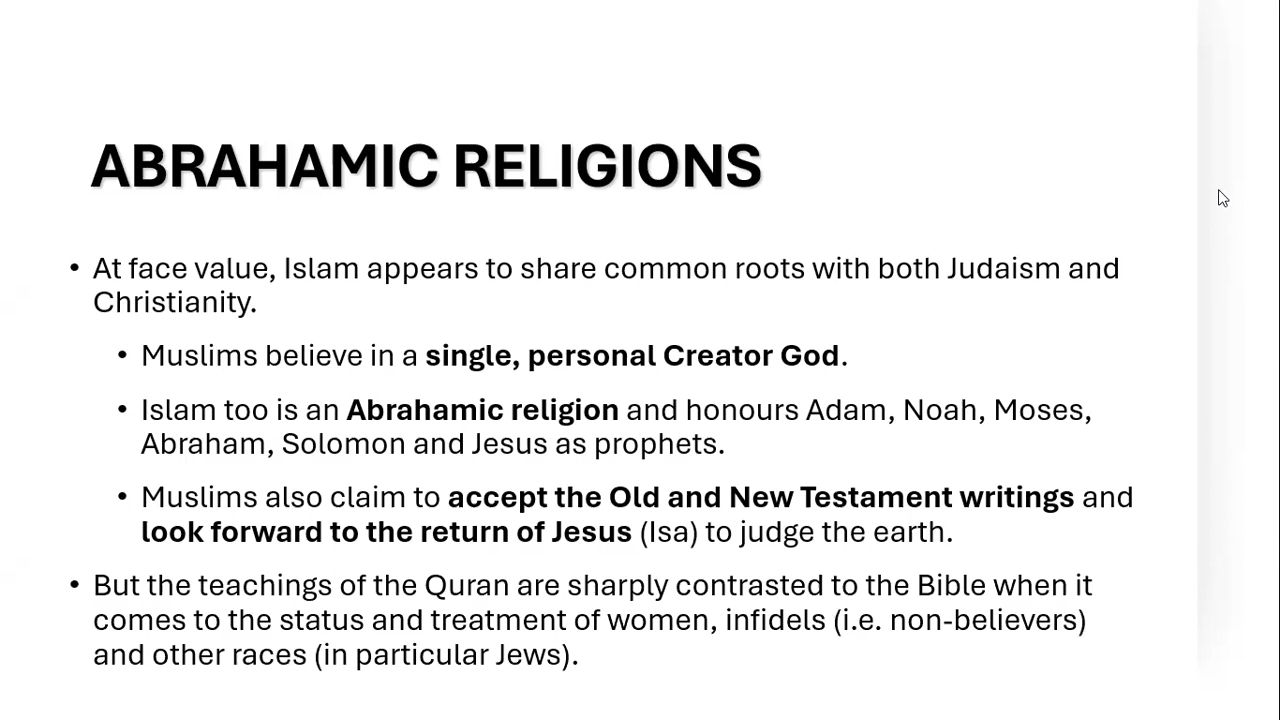 ABRAHAMIC RELIGIONS
• At face value, Islam appears to share common roots with both Judaism and
Christianity.
• Muslims believe in a single, personal Creator God.
• Islam too is an Abrahamic religion and honours Adam, Noah, Moses,
Abraham, Solomon and Jesus as prophets.
• Muslims also claim to accept the Old and New Testament writings and
look forward to the return of Jesus (Isa) to judge the earth.
• But the teachings of the Quran are sharply contrasted to the Bible when it
comes to the status and treatment of women, infidels (i.e. non-believers)
and other races (in particular Jews).